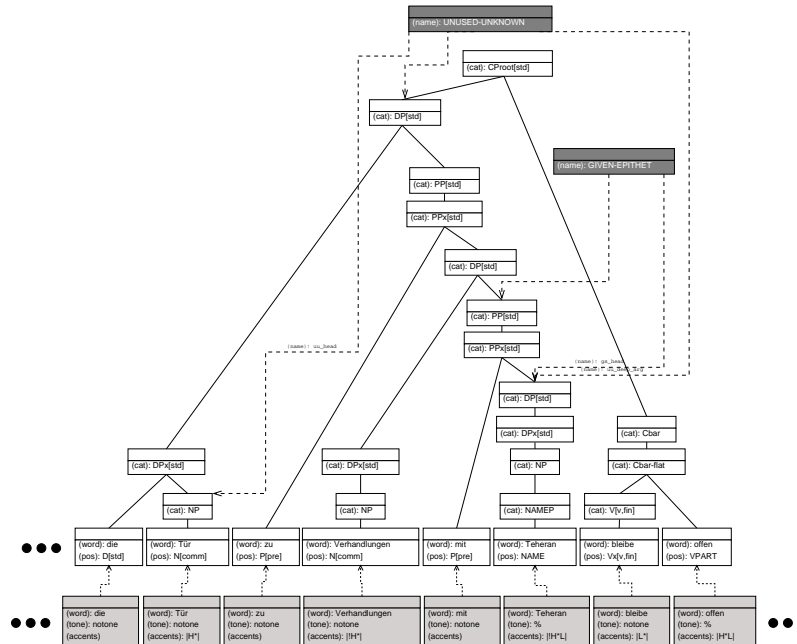 (name): UNUSED-UNKNOWN
(cat): CProot[std]
(cat): DP[std]
(name): GIVEN-EPITHET
(cat): PP[std]
(cat): PPx[std]
(cat): DP[std]
(cat): PP[std]
(name): uu_head
(cat): PPx[std]
(name): ge_head
(cat): DP[std]
(cat): DPx[std]
(cat): Cbar
(cat): DPx[std]
(cat): DPx[std]
(cat): NP
(cat): Cbar-flat
(cat): NP
(cat): NP
(cat): NAMEP
(cat): V[v,fin]
(word): die
(pos): D[std]
(word): Tür
(pos): N[comm]
(word): zu
(pos): P[pre]
(word): Verhandlungen
(pos): N[comm]
(word): mit
(pos): P[pre]
(word): Teheran
(pos): NAME
(word): bleibe
(pos): Vx[v,fin]
(word): offen
(pos): VPART
(word): die
(tone): notone
(accents):
(word): Tür
(tone): notone
(accents): |H*|
(word): zu
(tone): notone
(accents):
(word): Verhandlungen
(tone): notone
(accents): |!H*|
(word): mit
(tone): notone
(accents):
(word): Teheran
(tone): %
(accents): |!H*L|
(word): bleibe
(tone): notone
(accents): |L*|
(word): offen
(tone): %
(accents): |H*L|